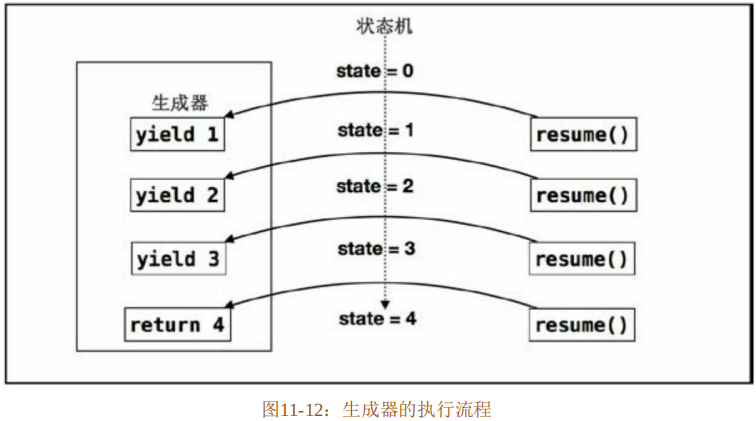 状态机
state = 0
生成器
yield 1
state = 1
resume()
yield 2
state = 2
resume()
yield 3
state = 3
resume()
return 4
state = 4
resume()
图11-12：生成器的执行流程